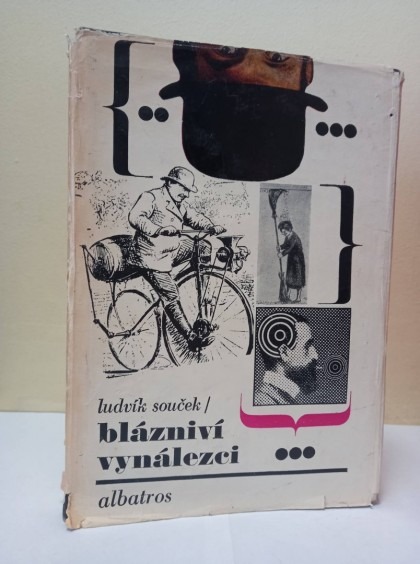 ludvík souček /
blázniví
vynálezci
albatros